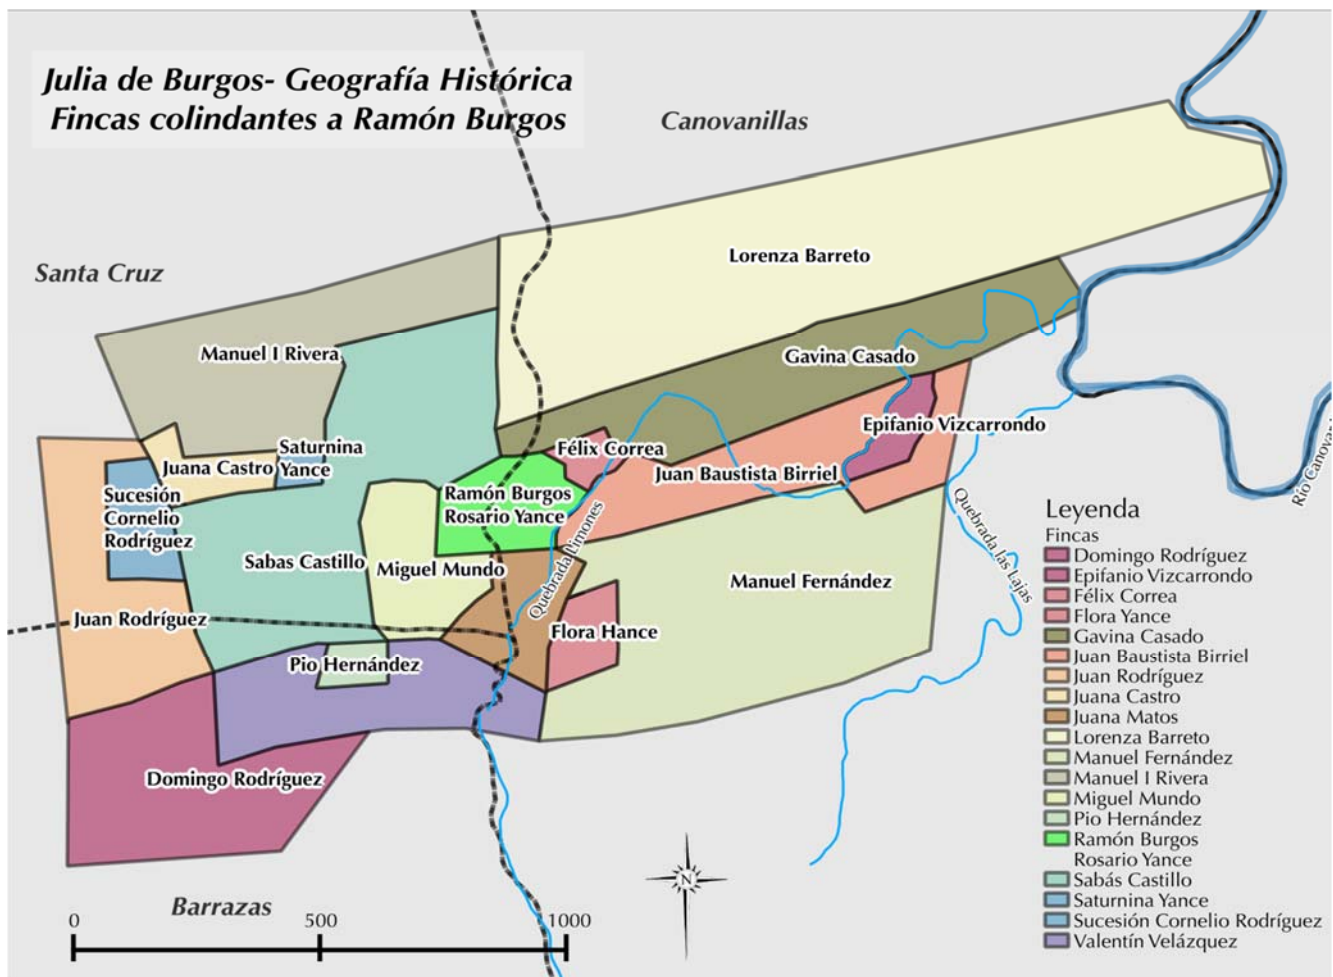 Julia de Burgos- Geografía Histórica
Fincas colindantes a Ramón Burgos
Canovanillas
Santa Cruz
Lorenza Barreto
Manuel I Rivera
Gavina Casado
Epifanio Vizcarrondo
Félix Correa
Saturnina
Yance
Juana Castro
Juan Baustista Birriel
Sucesión
Cornelio
Rodríguez
Ramón Burgos
Rosario Yance
Quebrada Limones
Quebrada las Lajas
Sabas Castillo
Miguel Mundo
Manuel Fernández
Juan Rodríguez
Flora Hance
Pio Hernández
Domingo Rodríguez
Barrazas
0 500 1000
N
Leyenda
Fincas
Domingo Rodríguez
Epifanio Vizcarrondo
Félix Correa
Flora Yance
Gavina Casado
Juan Baustista Birriel
Juan Rodríguez
Juana Castro
Juana Matos
Lorenza Barreto
Manuel Fernández
Manuel I Rivera
Miguel Mundo
Pio Hernández
Ramón Burgos
Rosario Yance
Sabás Castillo
Saturnina Yance
Sucesión Cornelio Rodríguez
Valentín Velázquez
Río